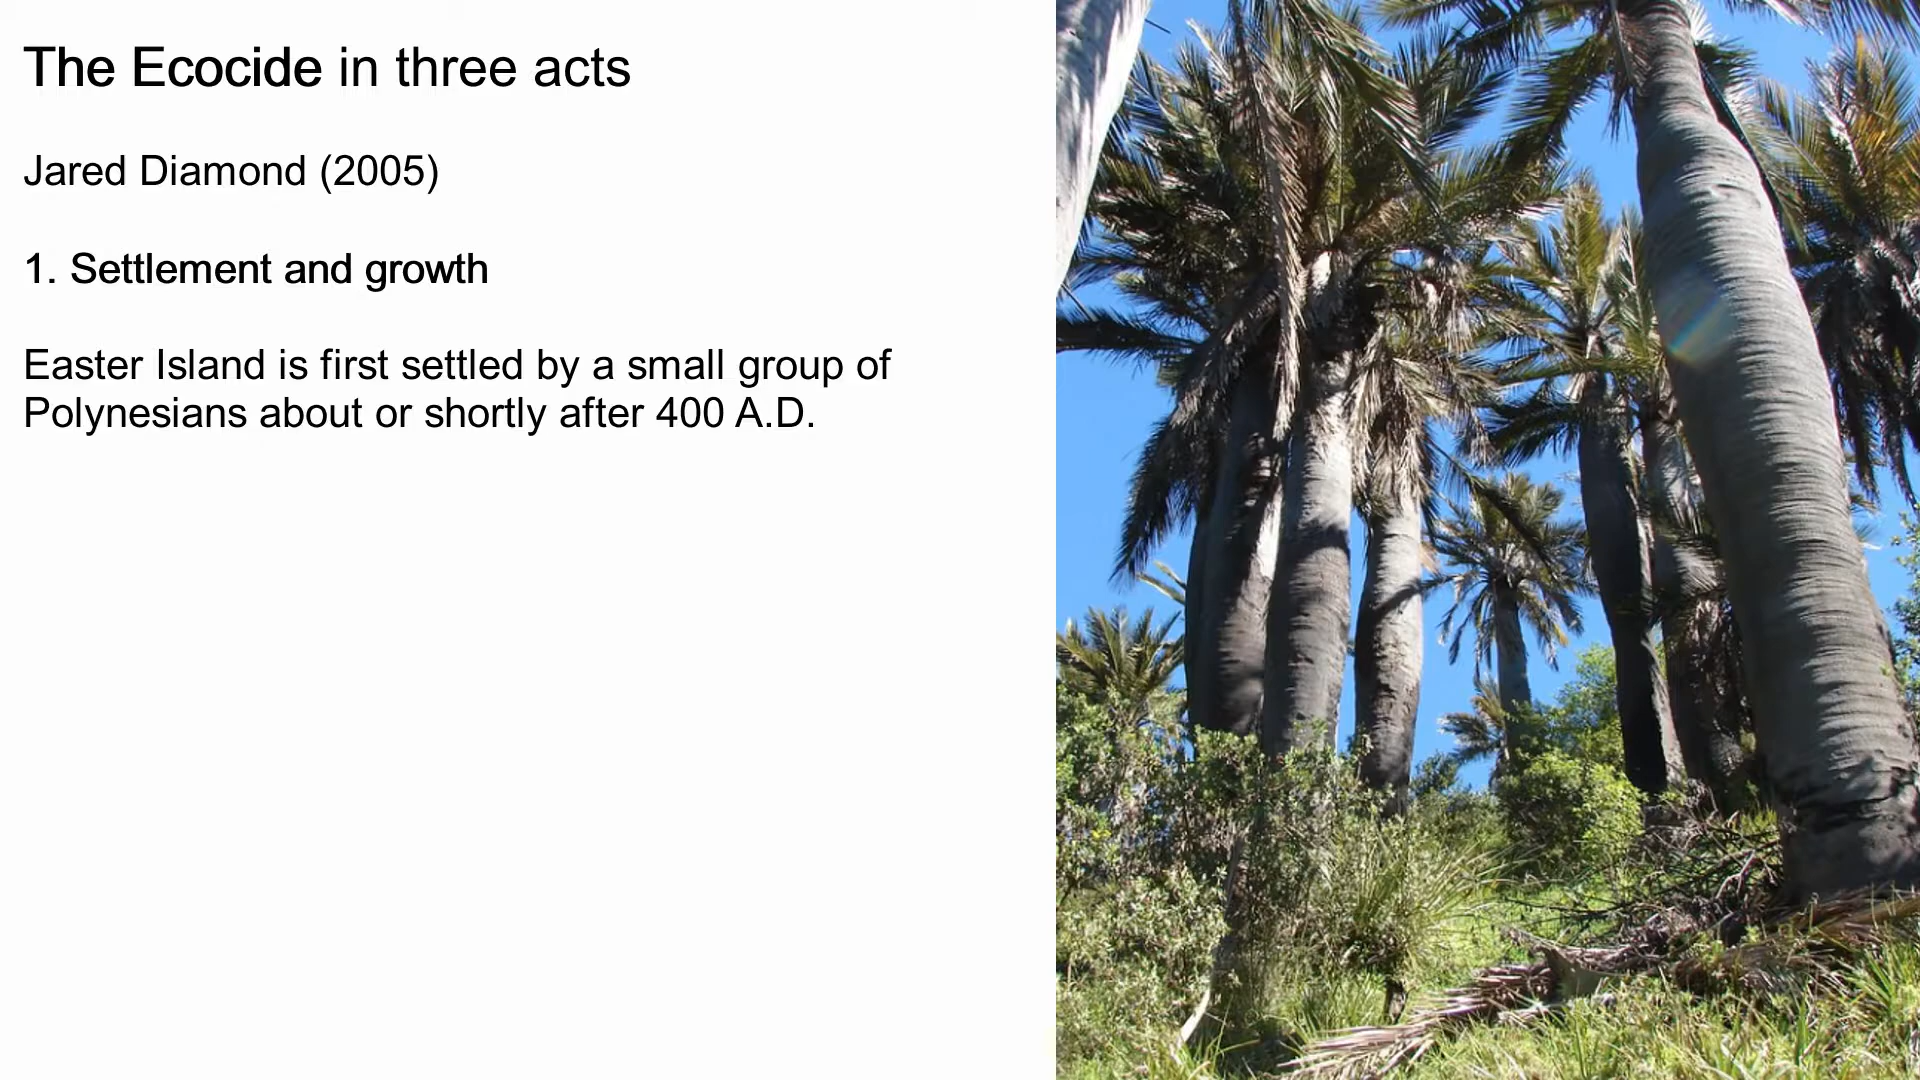 The Ecocide in three acts
Jared Diamond (2005)
1. Settlement and growth
Easter Island is first settled by a small group of
Polynesians about or shortly after 400 A.D.